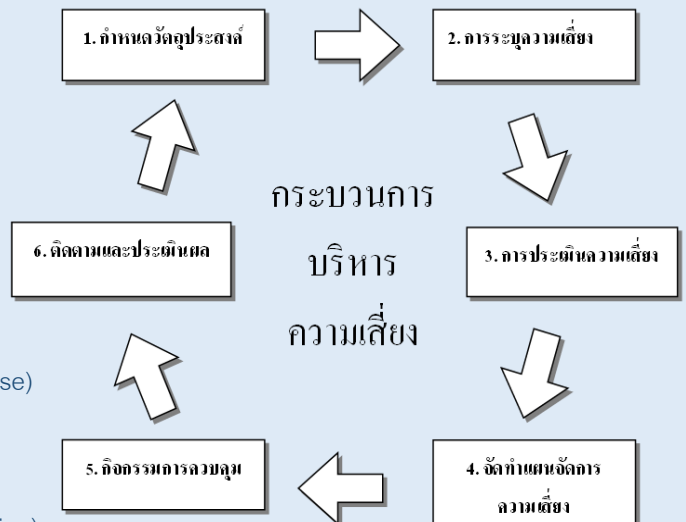 1. กำหนดวัตถุประสงค์
2. การระบุความเสี่ยง
กระบวนการ
บริหาร
ความเสี่ยง
6. ติดตามและประเมินผล
3. การประเมินความเสี่ยง
se)
5. กิจกรรมการควบคุม
4. จัดทำแผนจัดการ
ความเสี่ยง